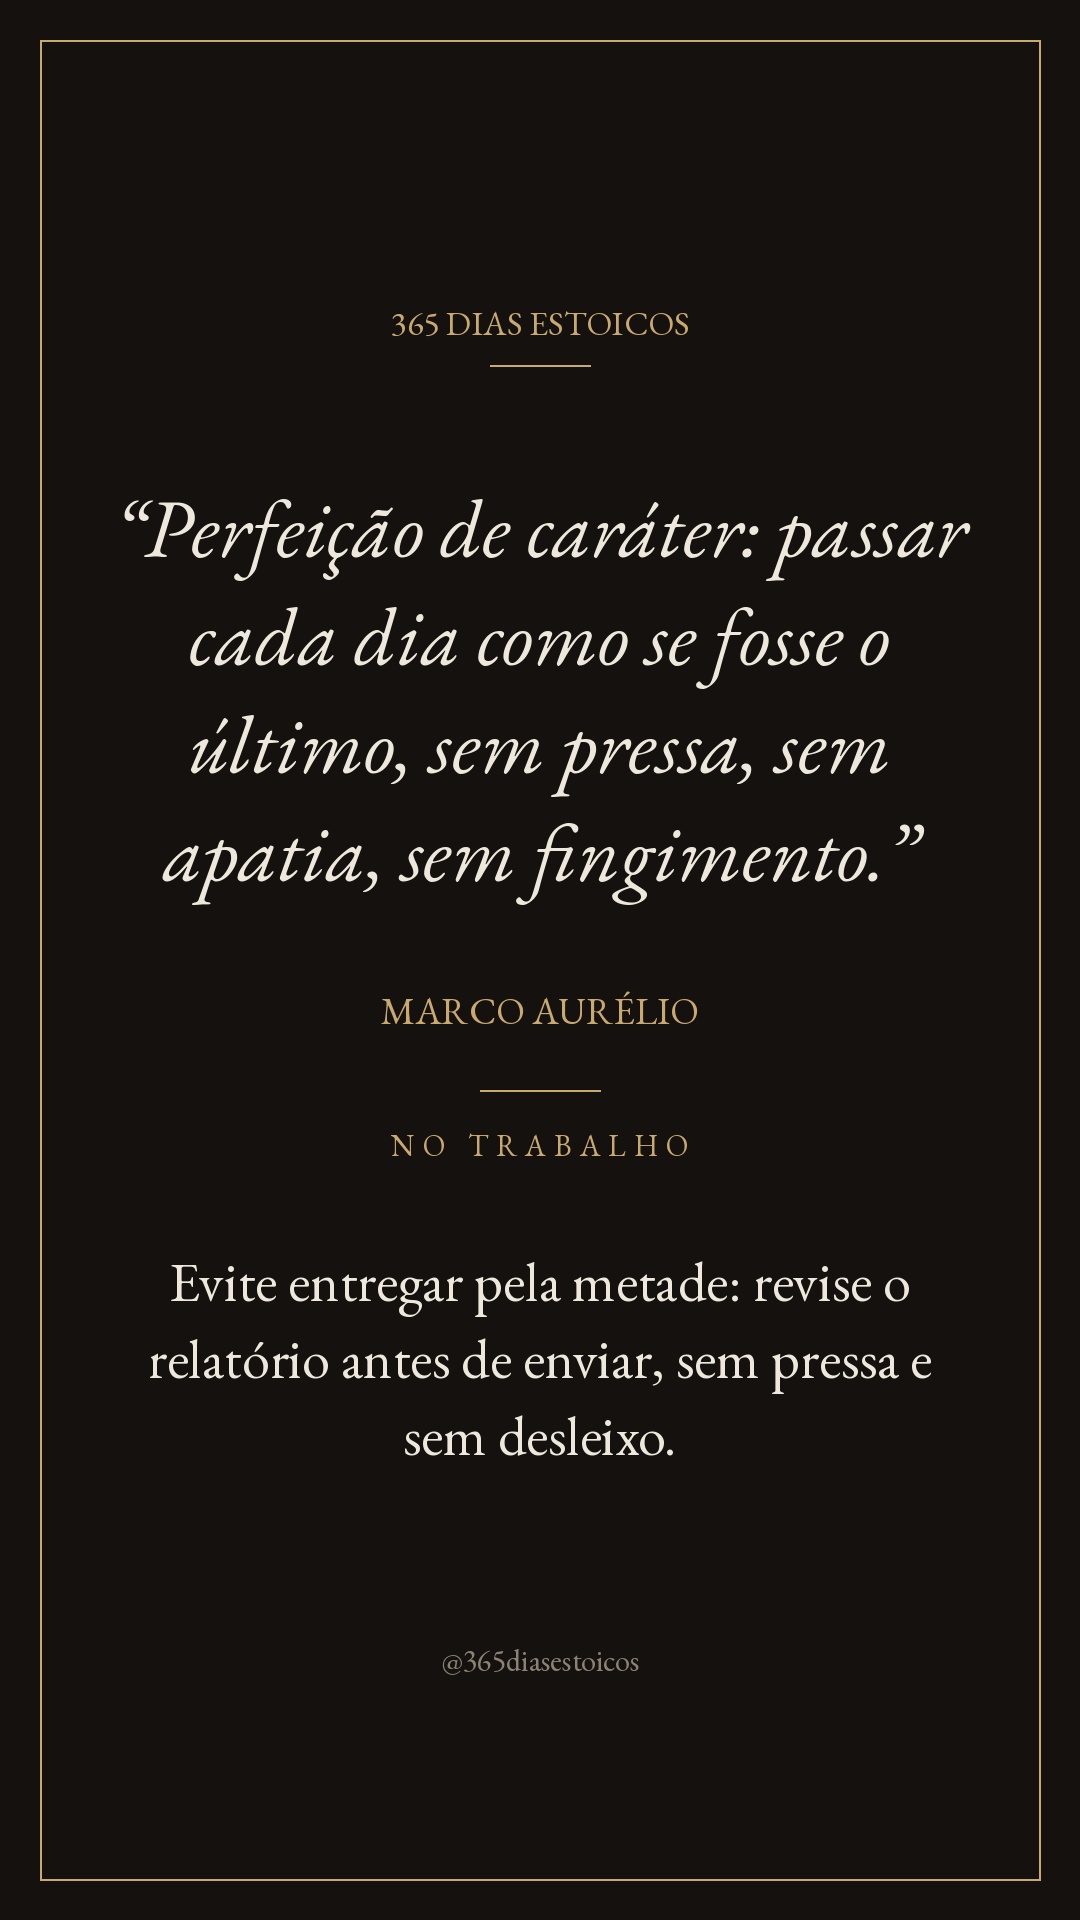 365 DIAS ESTOICOS
“Perfeição de caráter: passar
cada dia como se fosse o
último, sem pressa, sem
apatia, sem fingimento.”
MARCO AURÉLIO
NO TRABALHO
Evite entregar pela metade: revise o
relatório antes de enviar, sem pressa e
sem desleixo.
@365diasestoicos